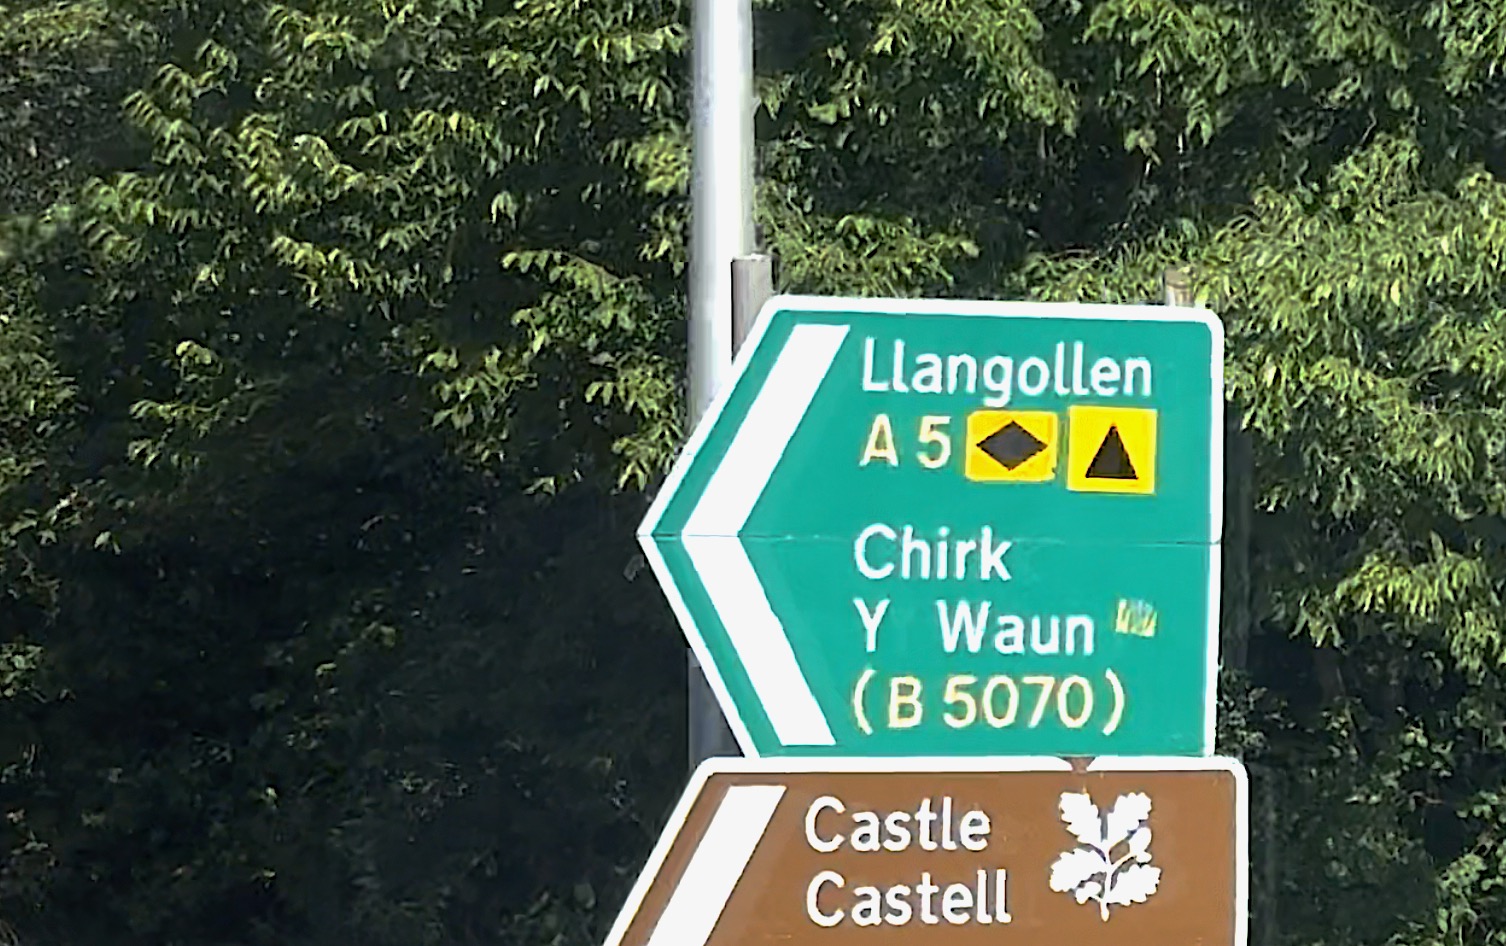 Llangollen
A 5
Chirk
Y Waun
(B 5070)
Castle
Castell